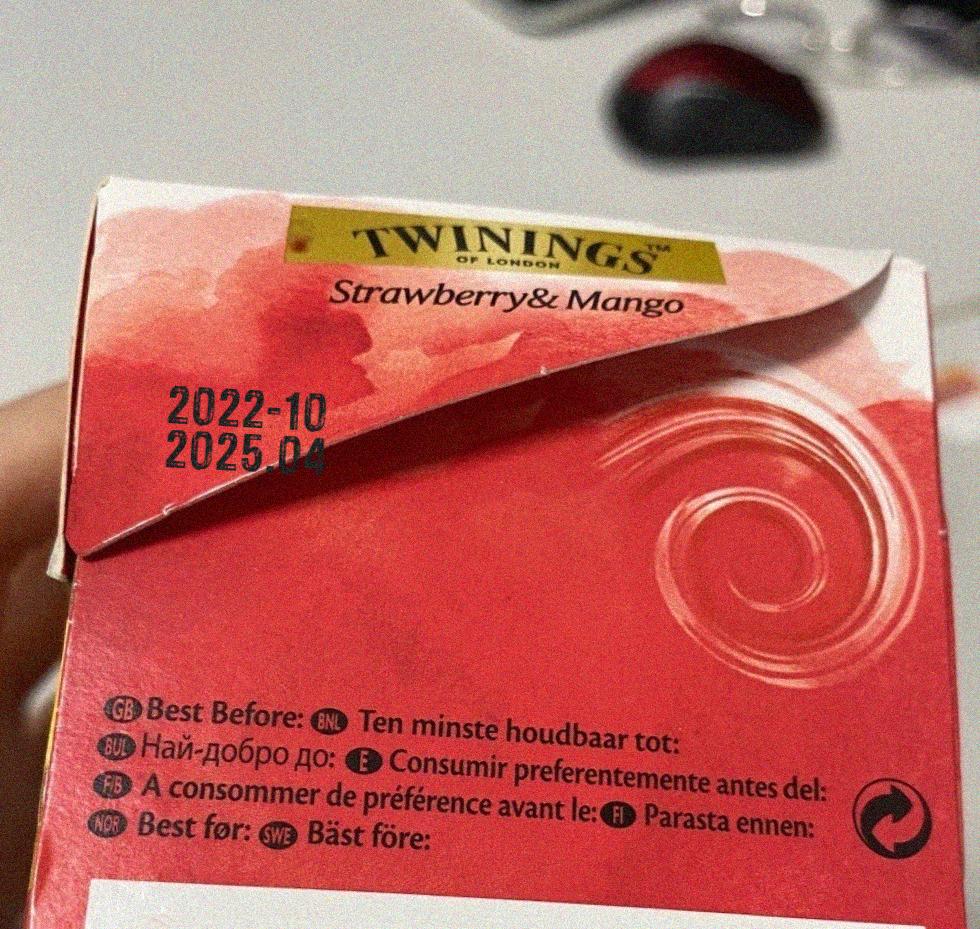 TWININGS™
OF LONDON
Strawberry& Mango
2022-10
2025.04
GB Best Before: BNL Ten minste houdbaar tot:
BUL Най-добро до: E Consumir preferentemente antes del:
F/B A consommer de préférence avant le: FI Parasta ennen:
NOR Best før: SWE Bäst före: